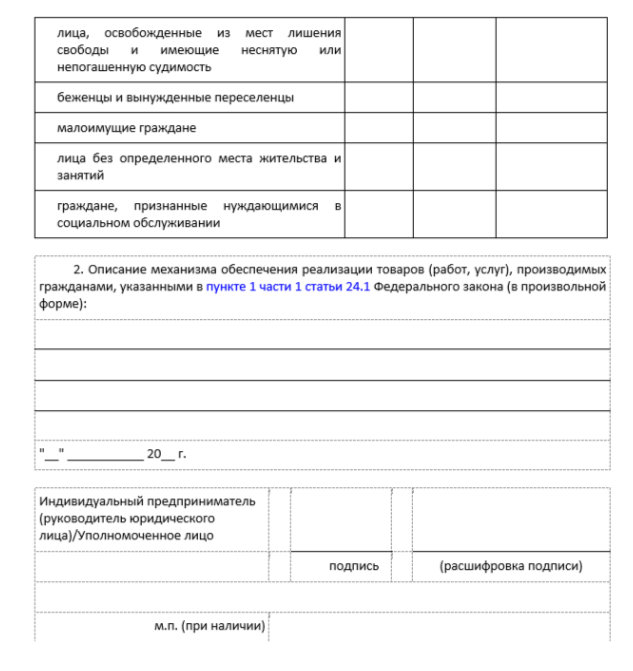 лица, освобожденные из мест лишения
свободы и имеющие неснятую или
непогашенную судимость
беженцы и вынужденные переселенцы
малоимущие граждане
лица без определенного места жительства и
занятий
граждане, признанные нуждающимися в
социальном обслуживании
2. Описание механизма обеспечения реализации товаров (работ, услуг), производимых
гражданами, указанными в пункте 1 части 1 статьи 24.1 Федерального закона (в произвольной
форме):
"__" ___________ 20__ г.
Индивидуальный предприниматель
(руководитель юридического
лица)/Уполномоченное лицо
подпись (расшифровка подписи)
м.п. (при наличии)